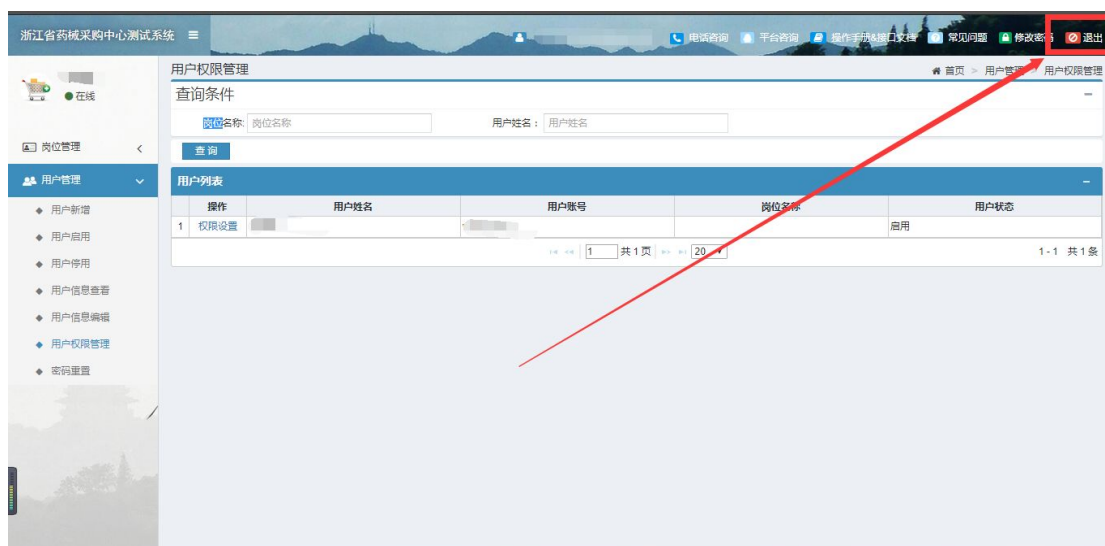 浙江省药械采购中心测试系统
电话咨询 平台咨询 操作手册&接口文档 常见问题 修改密码 退出
在线
用户权限管理
首页 > 用户管理 > 用户权限管理
查询条件
岗位名称: 岗位名称 用户姓名： 用户姓名
查询
岗位管理
用户管理
用户新增
用户启用
用户停用
用户信息查看
用户信息编辑
用户权限管理
密码重置
用户列表
操作 用户姓名 用户账号 岗位名称 用户状态
1 权限设置 启用
1 共1页 20 1-1 共1条